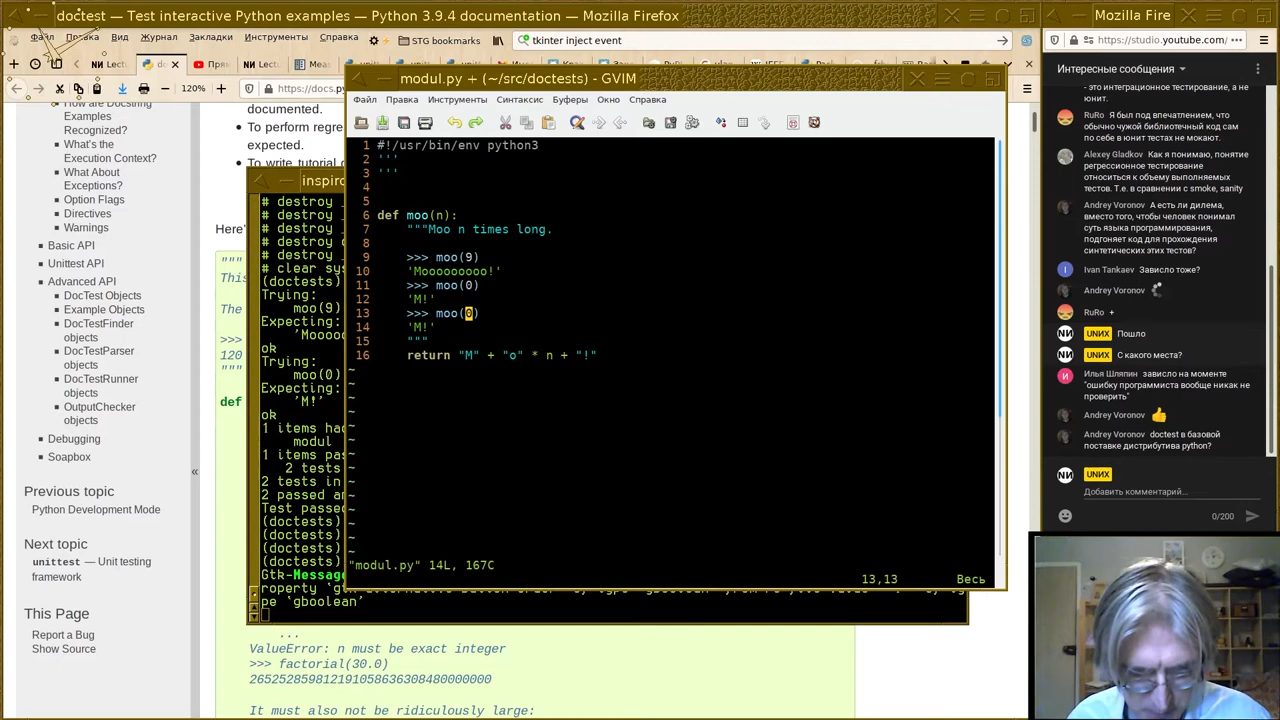 doctest — Test interactive Python examples — Python 3.9.4 documentation — Mozilla Firefox
Файл Правка Вид Журнал Закладки Инструменты Справка
STG bookmarks
tkinter inject event
120%
https://docs.py
documented.
To perform regre
expected.
To write tutorial d
Here'
How are Docstring
Examples
Recognized?
What's the
Execution Context?
What About
Exceptions?
Option Flags
Directives
Warnings
Basic API
Unittest API
Advanced API
DocTest Objects
Example Objects
DocTestFinder
objects
DocTestParser
objects
DocTestRunner
objects
OutputChecker
objects
Debugging
Soapbox
«
Previous topic
Python Development Mode
Next topic
unittest — Unit testing
framework
This Page
Report a Bug
Show Source
"""
This
The
>>>
120
"""
def
...
ValueError: n must be exact integer
>>> factorial(30.0)
265252859812191058636308480000000
It must also not be ridiculously large:
inspiro
# destroy
# destroy
# destroy
# destroy
# destroy
# clear sys
(doctests)
Trying:
moo(9)
Expecting:
'Moooo
ok
Trying:
moo(0)
Expecting:
'M!'
ok
1 items had
modul
1 items pas
2 tests
2 tests in
2 passed an
Test passed
(doctests)
(doctests)
(doctests)
(doctests)
Gtk-Message
pe 'gboolean'
modul.py + (~/src/doctests) - GVIM
Файл Правка Инструменты Синтаксис Буферы Окно Справка
1 #!/usr/bin/env python3
2 '''
3 '''
4
5
6 def moo(n):
7 """Moo n times long.
8
9 >>> moo(9)
10 'Mooooooooo!'
11 >>> moo(0)
12 'M!'
13 >>> moo(0)
14 'M!'
15 """
16 return "M" + "o" * n + "!"
"modul.py" 14L, 167C
13,13 Весь
Mozilla Fire
https://studio.youtube.com/
Интересные сообщения
- это интеграционное тестирование, а не
юнит.
RuRo Я был под впечатлением, что
обычно чужой библиотечный код сам
по себе в юнит тестах не мокают.
Alexey Gladkov Как я понимаю, понятие
регрессионное тестирование
относиться к объему выполняемых
тестов. Т.е. в сравнении с smoke, sanity
Andrey Voronov А есть ли дилема,
вместо того, чтобы человек понимал
суть языка программирования,
подгоняет код для прохождения
синтетических этих тестов?
Ivan Tankaev Зависло тоже?
Andrey Voronov
RuRo +
UNИX Пошло
UNИX С какого места?
Илья Шляпин зависло на моменте
"ошибку программиста вообще никак не
проверить"
Andrey Voronov 👍
Andrey Voronov doctest в базовой
поставке дистрибутива python?
UNИX
Добавить комментарий...
0/200